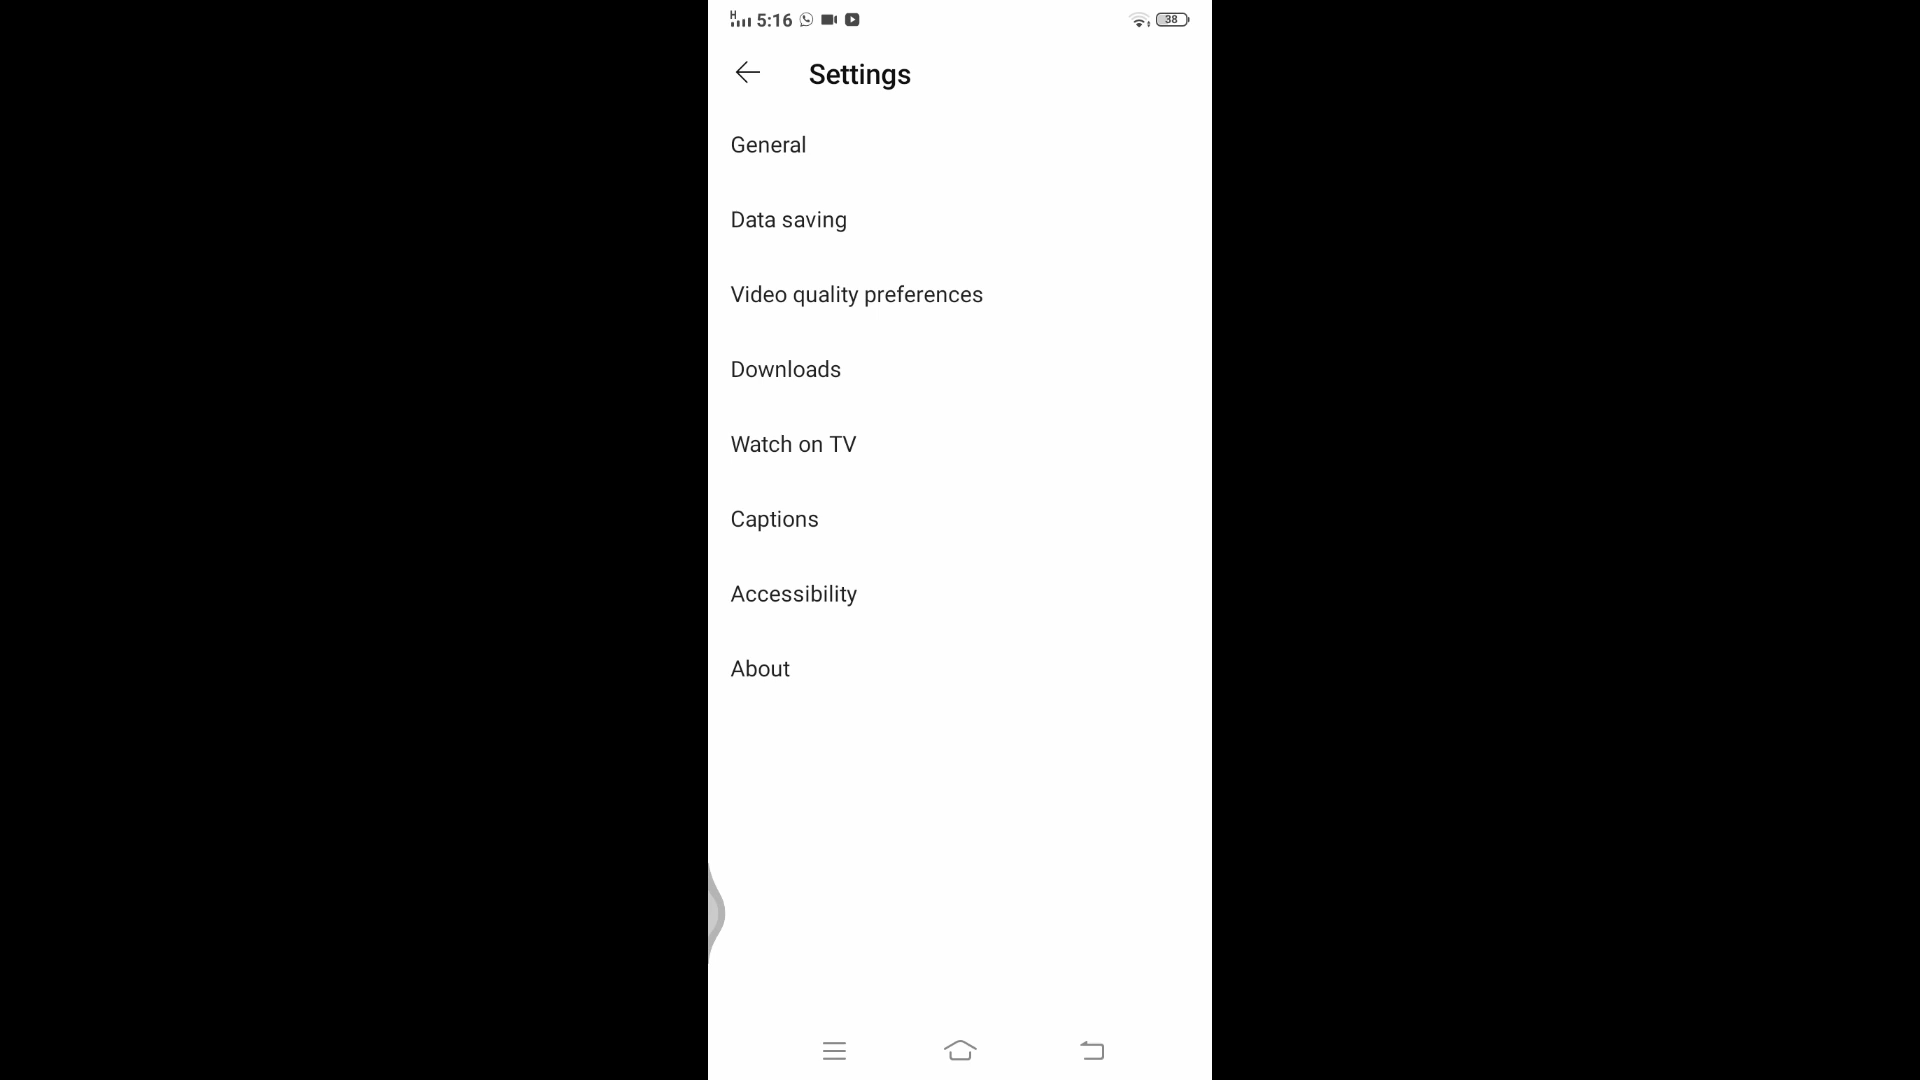 H 5:16 38
Settings
General
Data saving
Video quality preferences
Downloads
Watch on TV
Captions
Accessibility
About